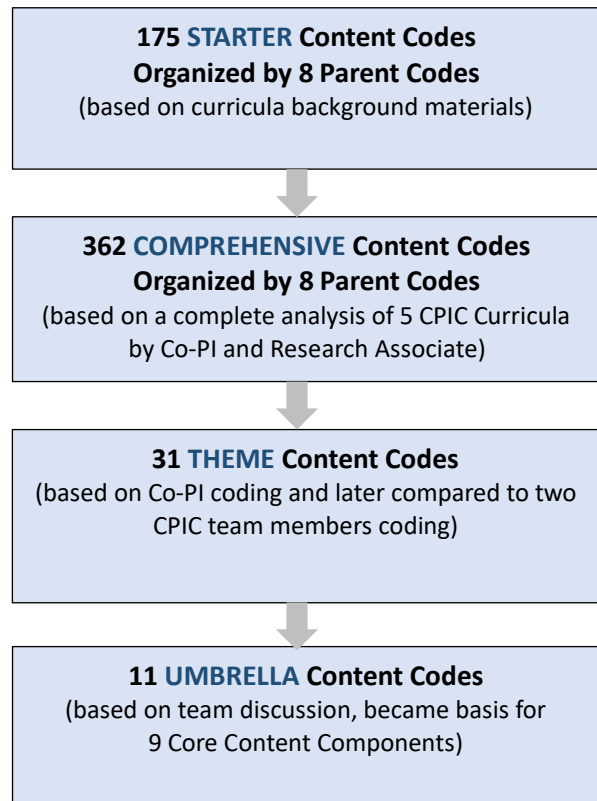 175 STARTER Content Codes
Organized by 8 Parent Codes
(based on curricula background materials)
362 COMPREHENSIVE Content Codes
Organized by 8 Parent Codes
(based on a complete analysis of 5 CPIC Curricula
by Co-PI and Research Associate)
31 THEME Content Codes
(based on Co-PI coding and later compared to two
CPIC team members coding)
11 UMBRELLA Content Codes
(based on team discussion, became basis for
9 Core Content Components)